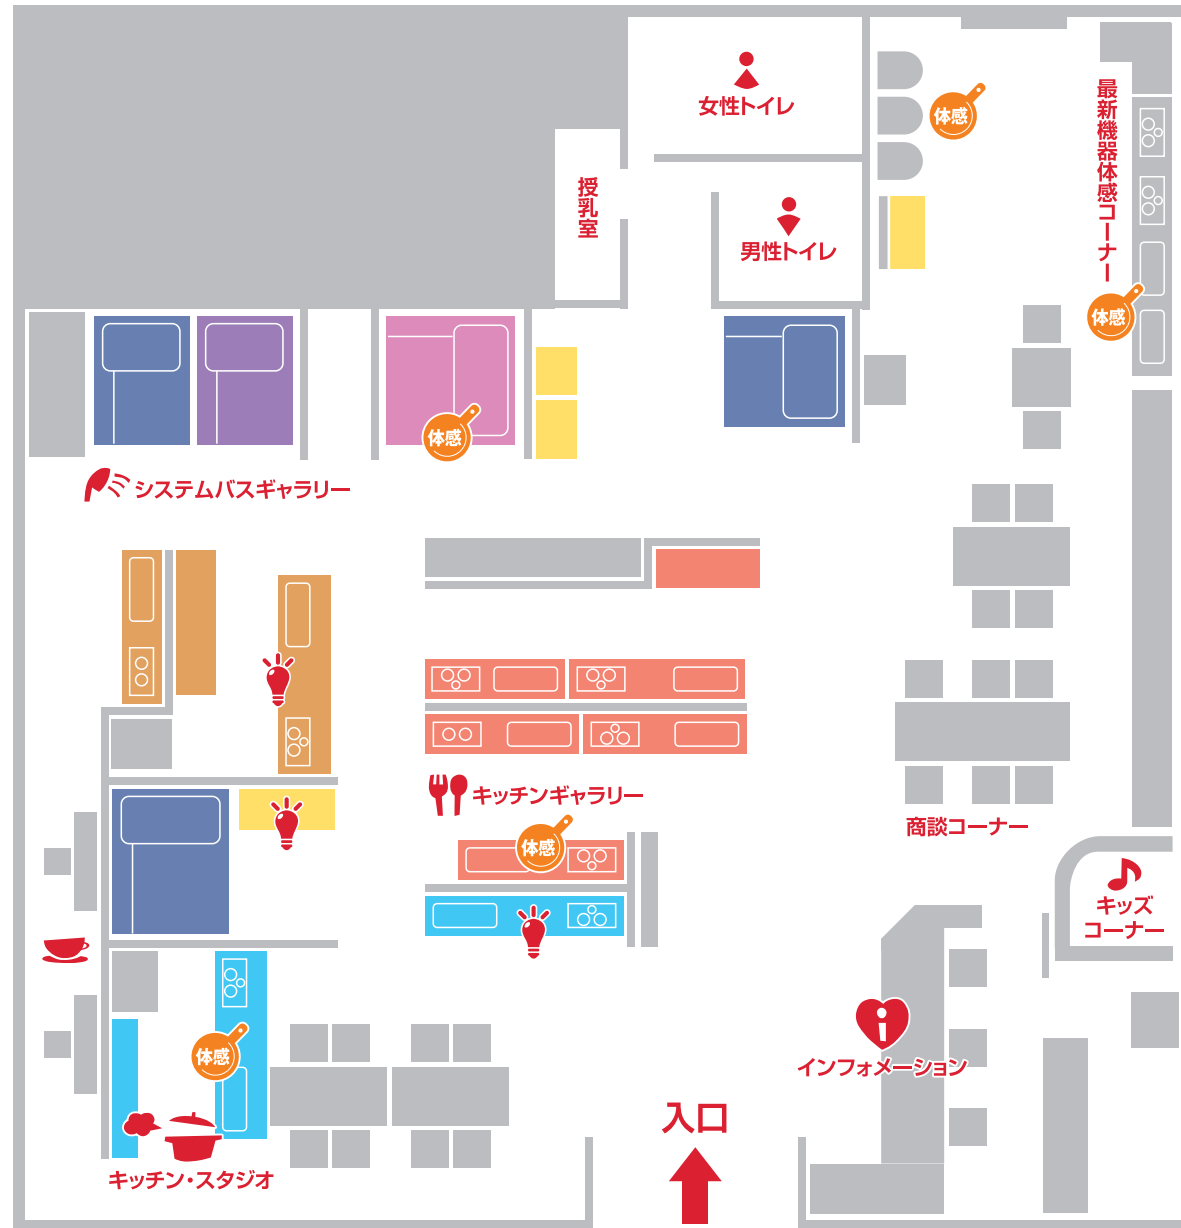 女性トイレ
体感
最新機器体感コーナー
授乳室
男性トイレ
体感
体感
システムバスギャラリー
キッチンギャラリー
商談コーナー
体感
キッズ
コーナー
体感
インフォメーション
入口
キッチン・スタジオ